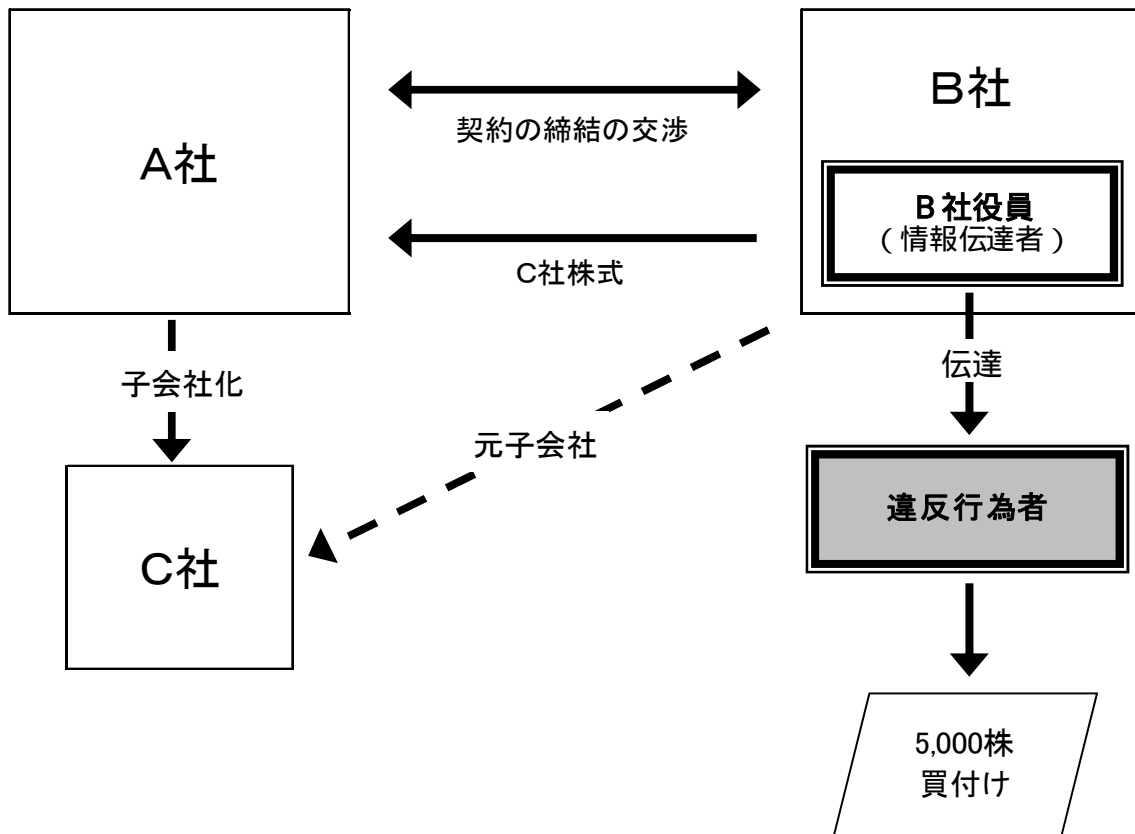 A社
B社
契約の締結の交渉
B社役員
（情報伝達者）
C社株式
子会社化
伝達
元子会社
違反行為者
C社
5,000株
買付け